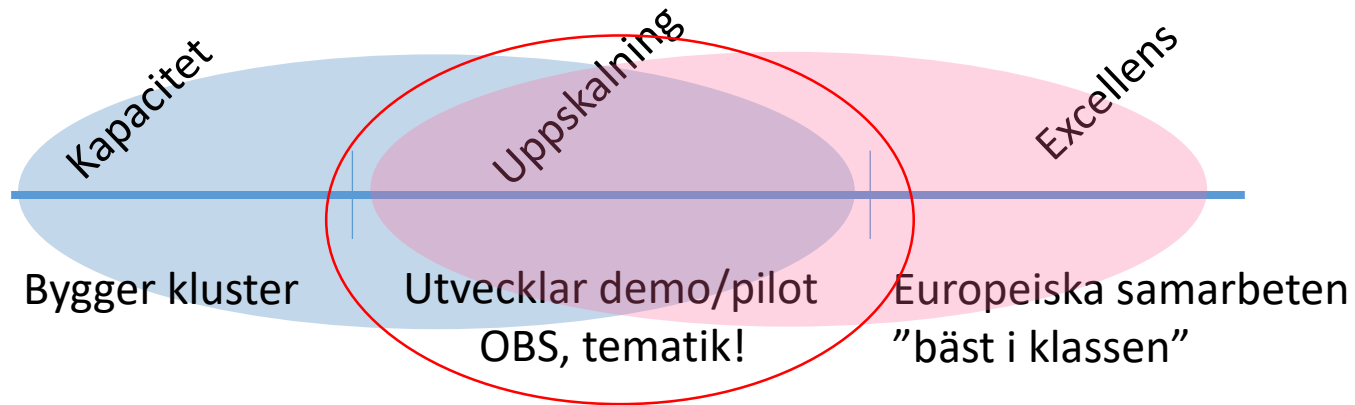 Kapacitet
Uppskalning
Excellens
Bygger kluster
Utvecklar demo/pilot
OBS, tematik!
Europeiska samarbeten
”bäst i klassen”